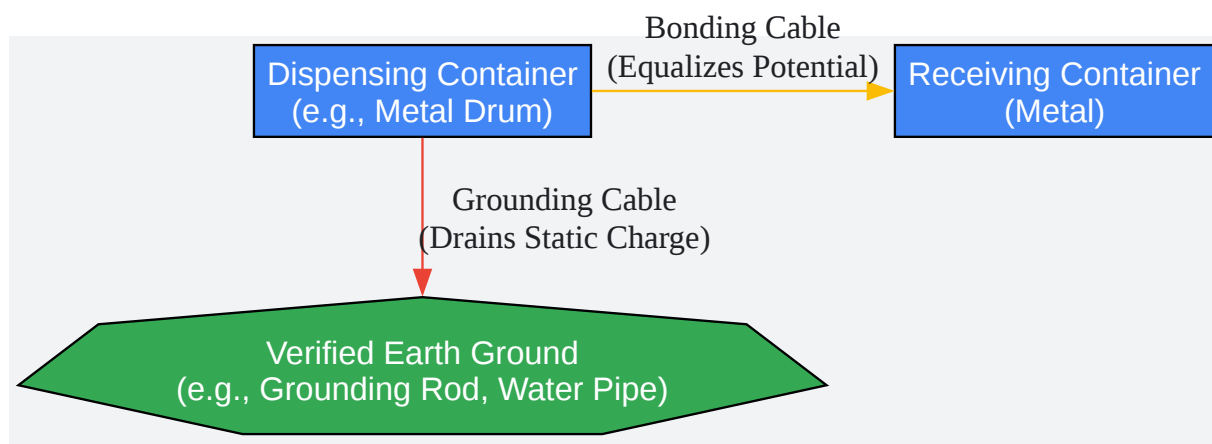 Bonding Cable
(Equalizes Potential)
Dispensing Container
(e.g., Metal Drum)
Receiving Container
(Metal)
Grounding Cable
(Drains Static Charge)
Verified Earth Ground
(e.g., Grounding Rod, Water Pipe)